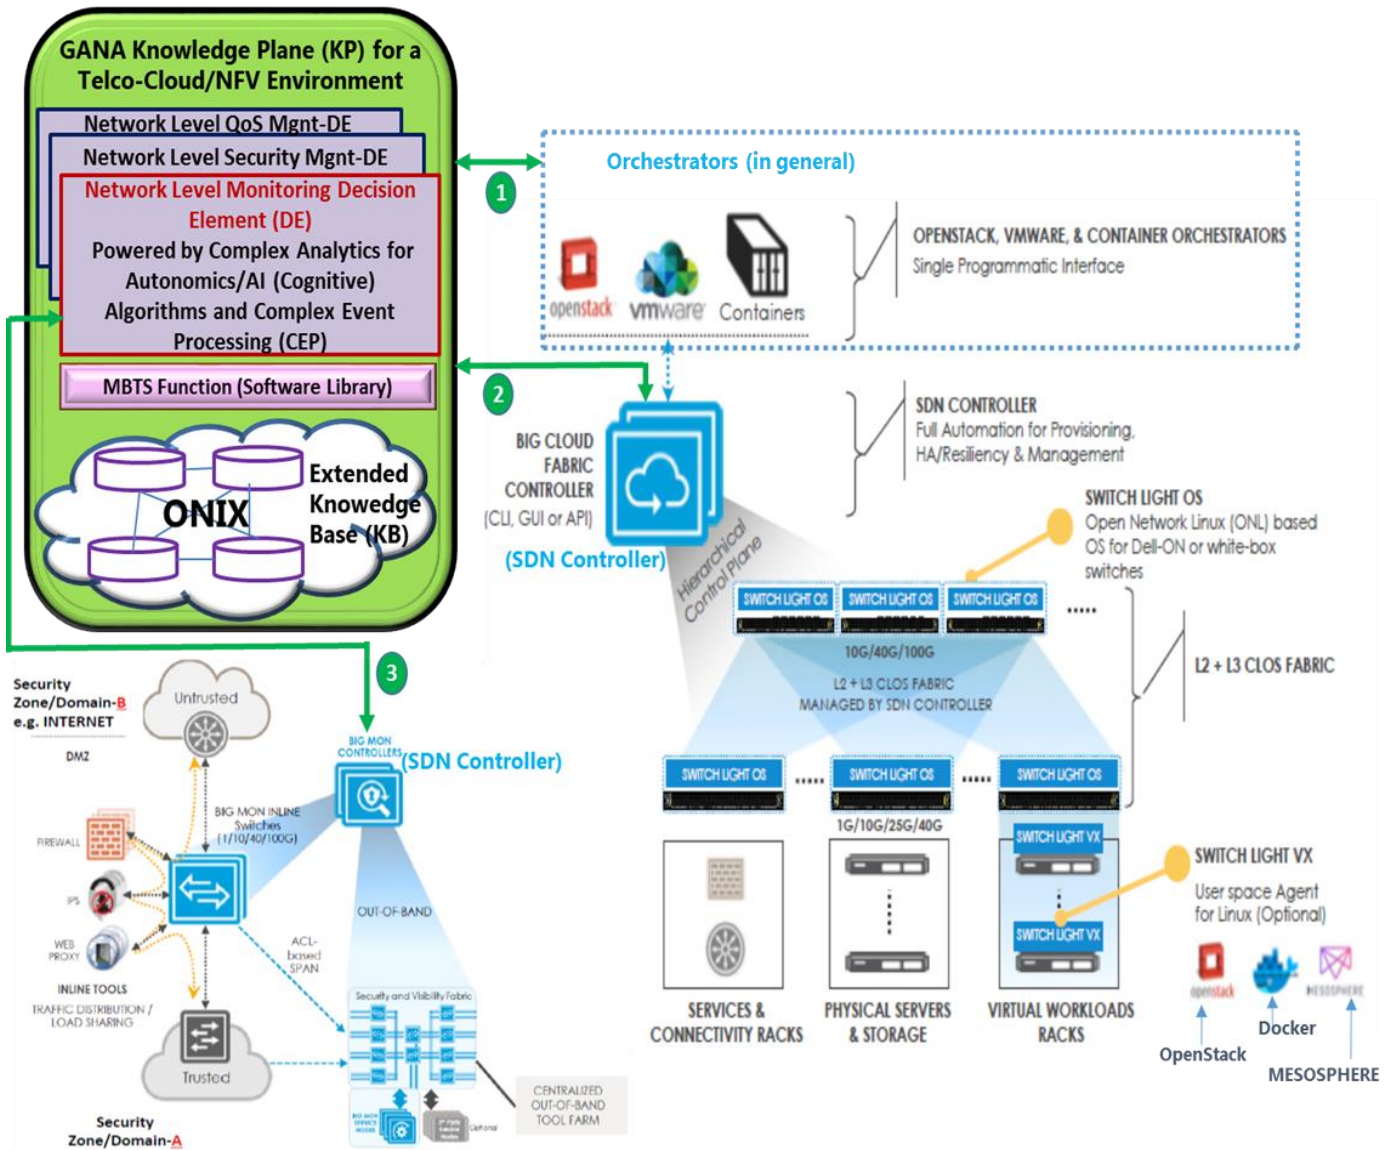 GANA Knowledge Plane (KP) for a
Telco-Cloud/NFV Environment
Network Level QoS Mgnt-DE
Network Level Security Mgnt-DE
Network Level Monitoring Decision
Element (DE)
Powered by Complex Analytics for
Autonomics/AI (Cognitive)
Algorithms and Complex Event
Processing (CEP)
MBTS Function (Software Library)
ONIX
Extended
Knowedge
Base (KB)
1
2
3
Orchestrators (in general)
openstack
vmware
Containers
OPENSTACK, VMWARE, & CONTAINER ORCHESTRATORS
Single Programmatic Interface
BIG CLOUD
FABRIC
CONTROLLER
(CLI, GUI or API)
(SDN Controller)
SDN CONTROLLER
Full Automation for Provisioning,
HA/Resiliency & Management
Hierarchical
Control Plane
SWITCH LIGHT OS
Open Network Linux (ONL) based
OS for Dell-ON or white-box
switches
SWITCH LIGHT OS
SWITCH LIGHT OS
SWITCH LIGHT OS
10G/40G/100G
L2 + L3 CLOS FABRIC
MANAGED BY SDN CONTROLLER
L2 + L3 CLOS FABRIC
SWITCH LIGHT OS
SWITCH LIGHT OS
SWITCH LIGHT OS
1G/10G/25G/40G
SWITCH LIGHT VX
SWITCH LIGHT VX
SWITCH LIGHT VX
User space Agent
for Linux (Optional)
openstack
MESOSPHERE
OpenStack
Docker
MESOSPHERE
SERVICES &
CONNECTIVITY RACKS
PHYSICAL SERVERS
& STORAGE
VIRTUAL WORKLOADS
RACKS
Security
Zone/Domain-B
e.g. INTERNET
DMZ
Untrusted
BIG MON
CONTROLLERS
(SDN Controller)
BIG MON INLINE
Switches
(1/10/40/100G)
FIREWALL
IPS
WEB
PROXY
INLINE TOOLS
TRAFFIC DISTRIBUTION /
LOAD SHARING
OUT-OF-BAND
ACL-
based
SPAN
Security and Visibility Fabric
Trusted
BIG MON
SERVICE
NODES
Optional
CENTRALIZED
OUT-OF-BAND
TOOL FARM
Security
Zone/Domain-A